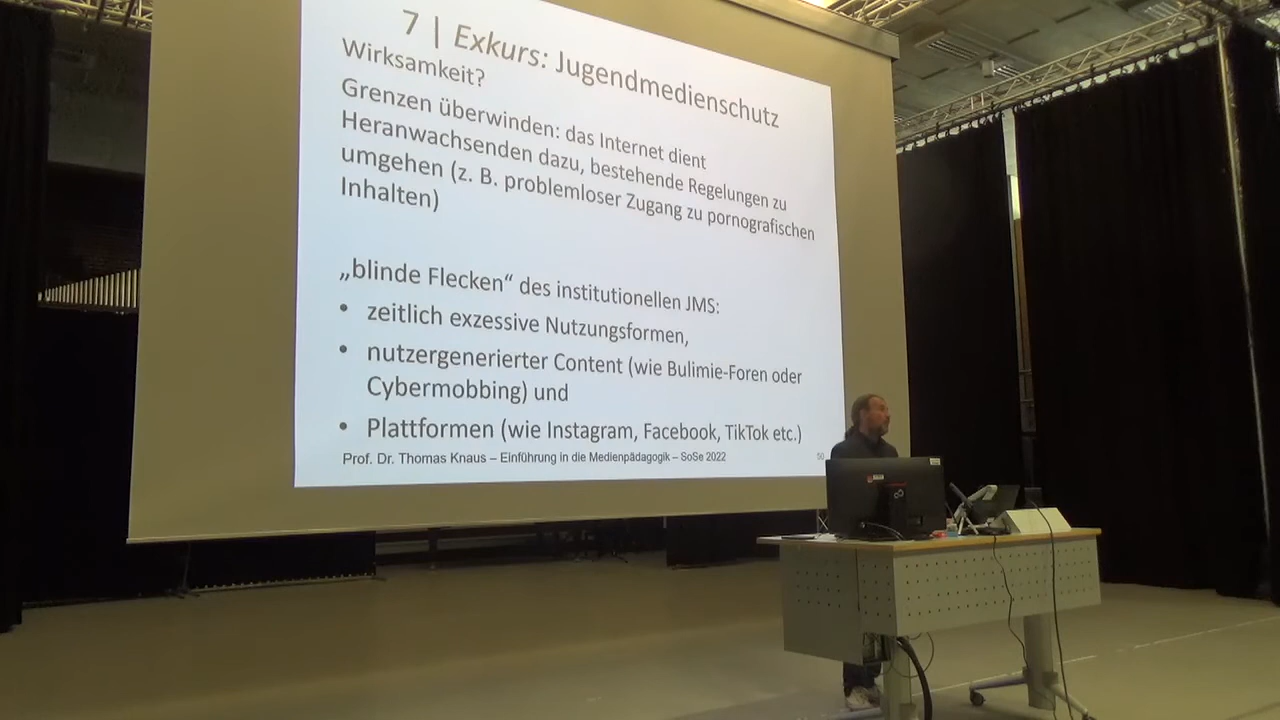 7 | Exkurs: Jugendmedienschutz
Wirksamkeit?
Grenzen überwinden: das Internet dient
Heranwachsenden dazu, bestehende Regelungen zu
umgehen (z. B. problemloser Zugang zu pornografischen
Inhalten)
„blinde Flecken“ des institutionellen JMS:
• zeitlich exzessive Nutzungsformen,
• nutzergenerierter Content (wie Bulimie-Foren oder
Cybermobbing) und
• Plattformen (wie Instagram, Facebook, TikTok etc.)
Prof. Dr. Thomas Knaus – Einführung in die Medienpädagogik – SoSe 2022
50